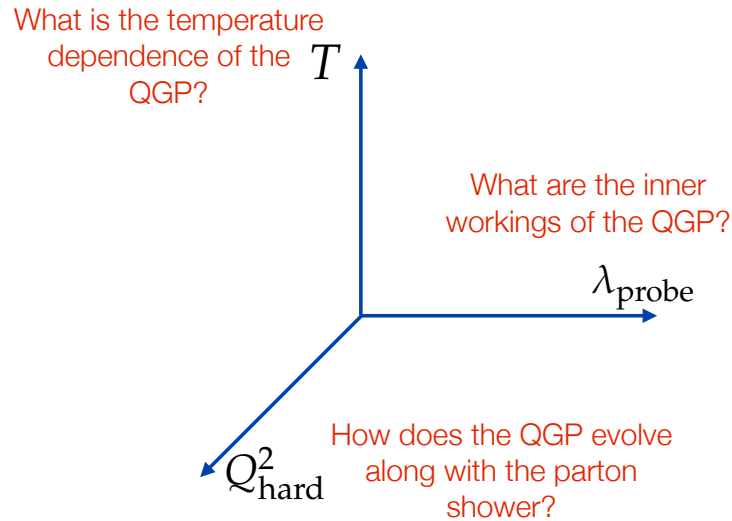 What is the temperature
dependence of the
QGP?
T
What are the inner
workings of the QGP?
λprobe
Q²hard
How does the QGP evolve
along with the parton
shower?